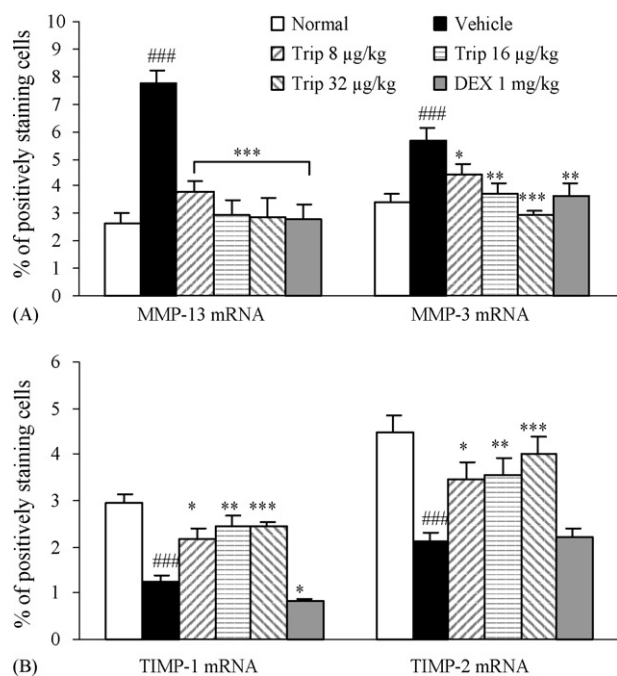 10
9
8
7
6
5
4
3
2
1
0
% of positively staining cells
Normal Vehicle
Trip 8 µg/kg Trip 16 µg/kg
Trip 32 µg/kg DEX 1 mg/kg
### *** ### * ** *** **
(A) MMP-13 mRNA MMP-3 mRNA
6
5
4
3
2
1
0
% of positively staining cells
### * ** *** * ### * ** ***
(B) TIMP-1 mRNA TIMP-2 mRNA